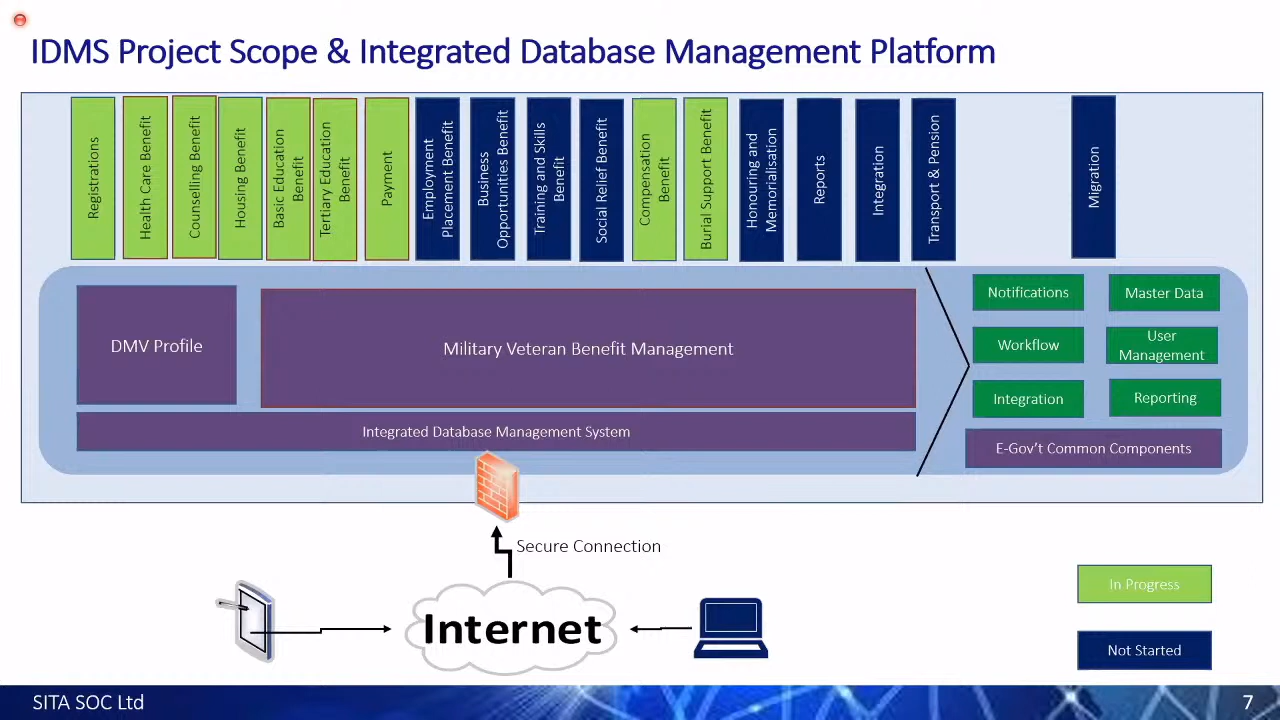 IDMS Project Scope & Integrated Database Management Platform
Registrations
Health Care Benefit
Counselling Benefit
Housing Benefit
Basic Education
Benefit
Tertiary Education
Benefit
Payment
Employment
Placement Benefit
Business
Opportunities Benefit
Training and Skills
Benefit
Social Relief Benefit
Compensation
Benefit
Burial Support Benefit
Honouring and
Memorialisation
Reports
Integration
Transport & Pension
Migration
DMV Profile
Military Veteran Benefit Management
Integrated Database Management System
Notifications
Master Data
Workflow
User
Management
Integration
Reporting
E-Gov't Common Components
Secure Connection
Internet
In Progress
Not Started
SITA SOC Ltd
7